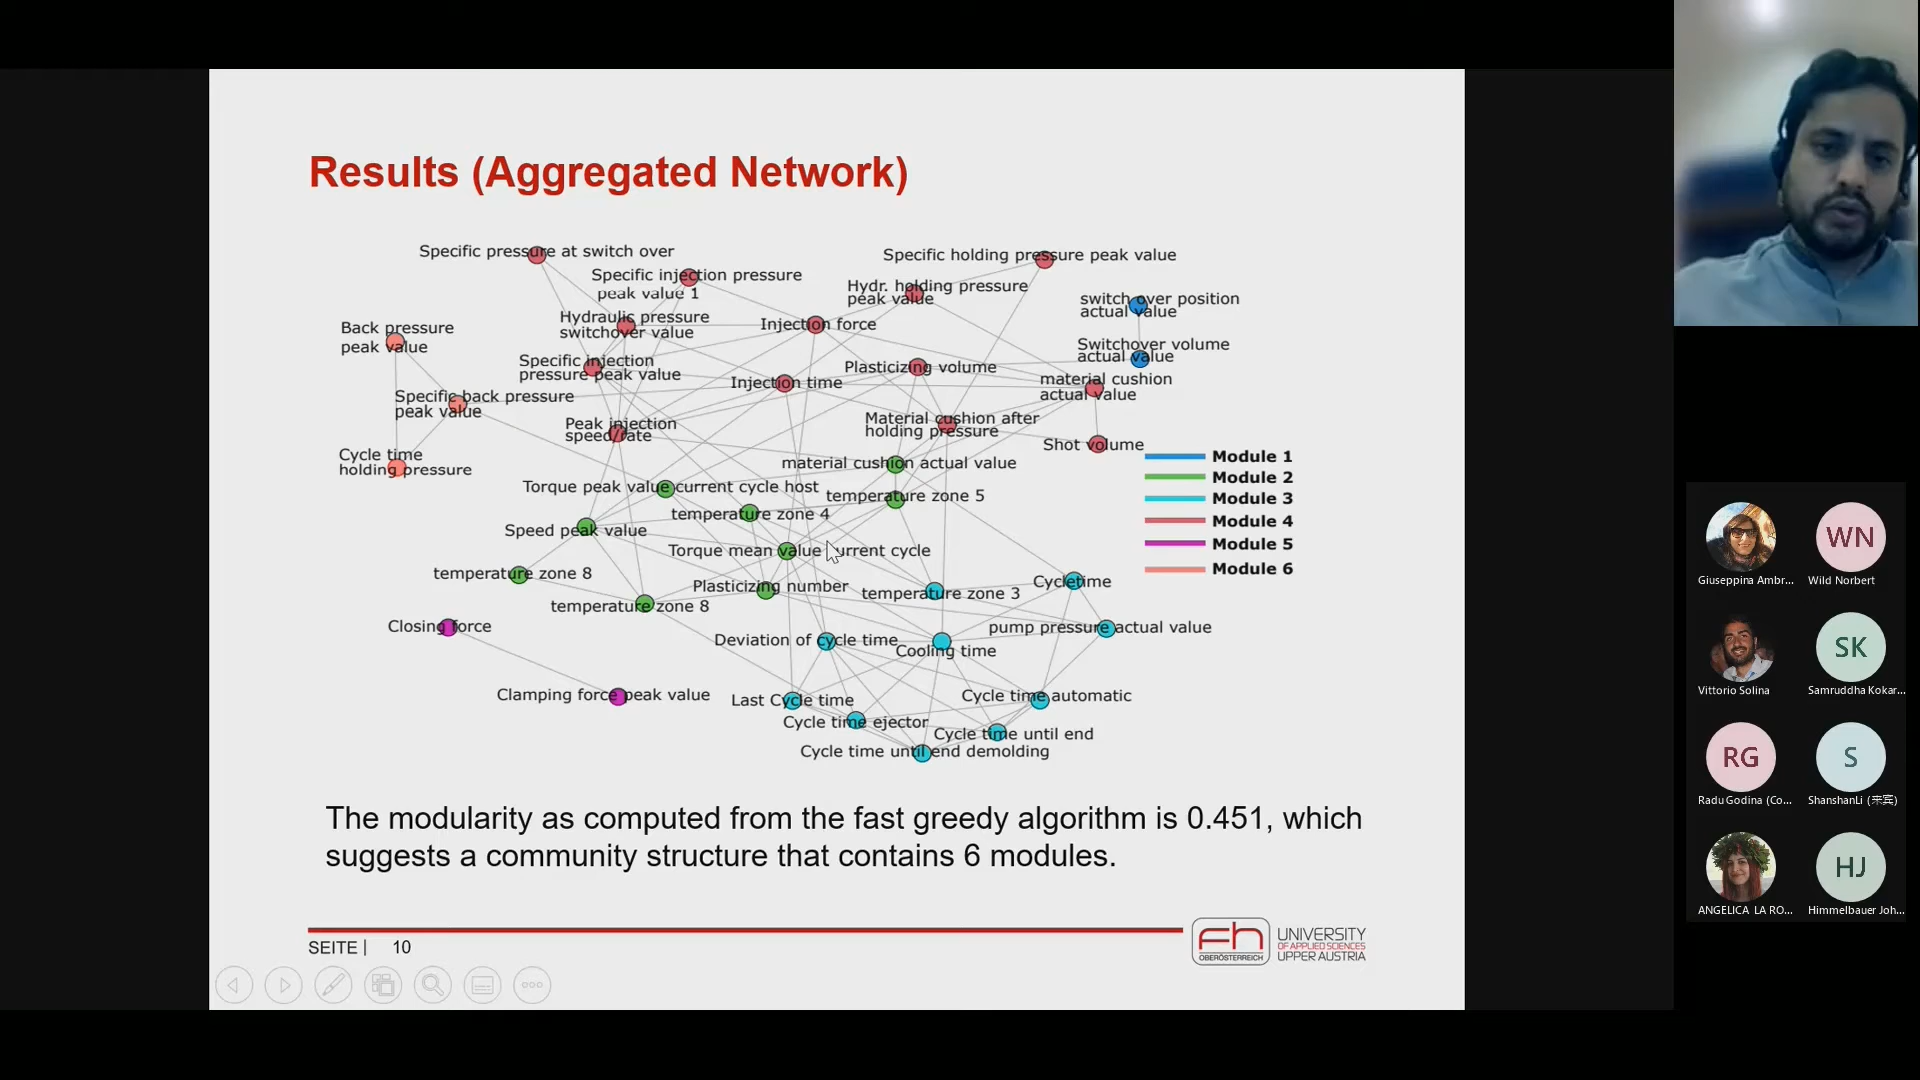 Results (Aggregated Network)
Specific pressure at switch over
Specific injection pressure
peak value 1
Specific holding pressure peak value
Hydr. holding pressure
peak value
switch over position
actual value
Hydraulic pressure
switchover value
Injection force
Back pressure
peak value
Switchover volume
actual value
Specific injection
pressure peak value
Plasticizing volume
Injection time
material cushion
actual value
Specific back pressure
peak value
Peak injection
speed/rate
Material cushion after
holding pressure
Shot volume
Cycle time
holding pressure
material cushion actual value
Torque peak value current cycle host
temperature zone 5
temperature zone 4
Speed peak value
Torque mean value current cycle
temperature zone 8
Plasticizing number
temperature zone 3
Cycletime
temperature zone 8
Closing force
pump pressure actual value
Deviation of cycle time
Cooling time
Clamping force peak value
Last Cycle time
Cycle time automatic
Cycle time ejector
Cycle time until end
Cycle time until end demolding
Module 1
Module 2
Module 3
Module 4
Module 5
Module 6
The modularity as computed from the fast greedy algorithm is 0.451, which
suggests a community structure that contains 6 modules.
SEITE | 10
fh
OBERÖSTERREICH
UNIVERSITY
OF APPLIED SCIENCES
UPPER AUSTRIA
WN
Giuseppina Ambr...
Wild Norbert
SK
Vittorio Solina
Samruddha Kokar...
RG
S
Radu Godina (Co...
ShanshanLi (来宾)
HJ
ANGELICA LA RO...
Himmelbauer Joh...